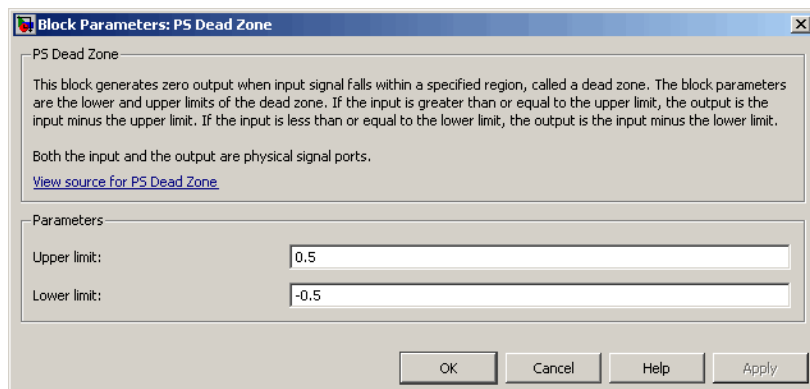 Block Parameters: PS Dead Zone
PS Dead Zone
This block generates zero output when input signal falls within a specified region, called a dead zone. The block parameters
are the lower and upper limits of the dead zone. If the input is greater than or equal to the upper limit, the output is the
input minus the upper limit. If the input is less than or equal to the lower limit, the output is the input minus the lower limit.
Both the input and the output are physical signal ports.
View source for PS Dead Zone
Parameters
Upper limit: 0.5
Lower limit: -0.5
OK Cancel Help Apply